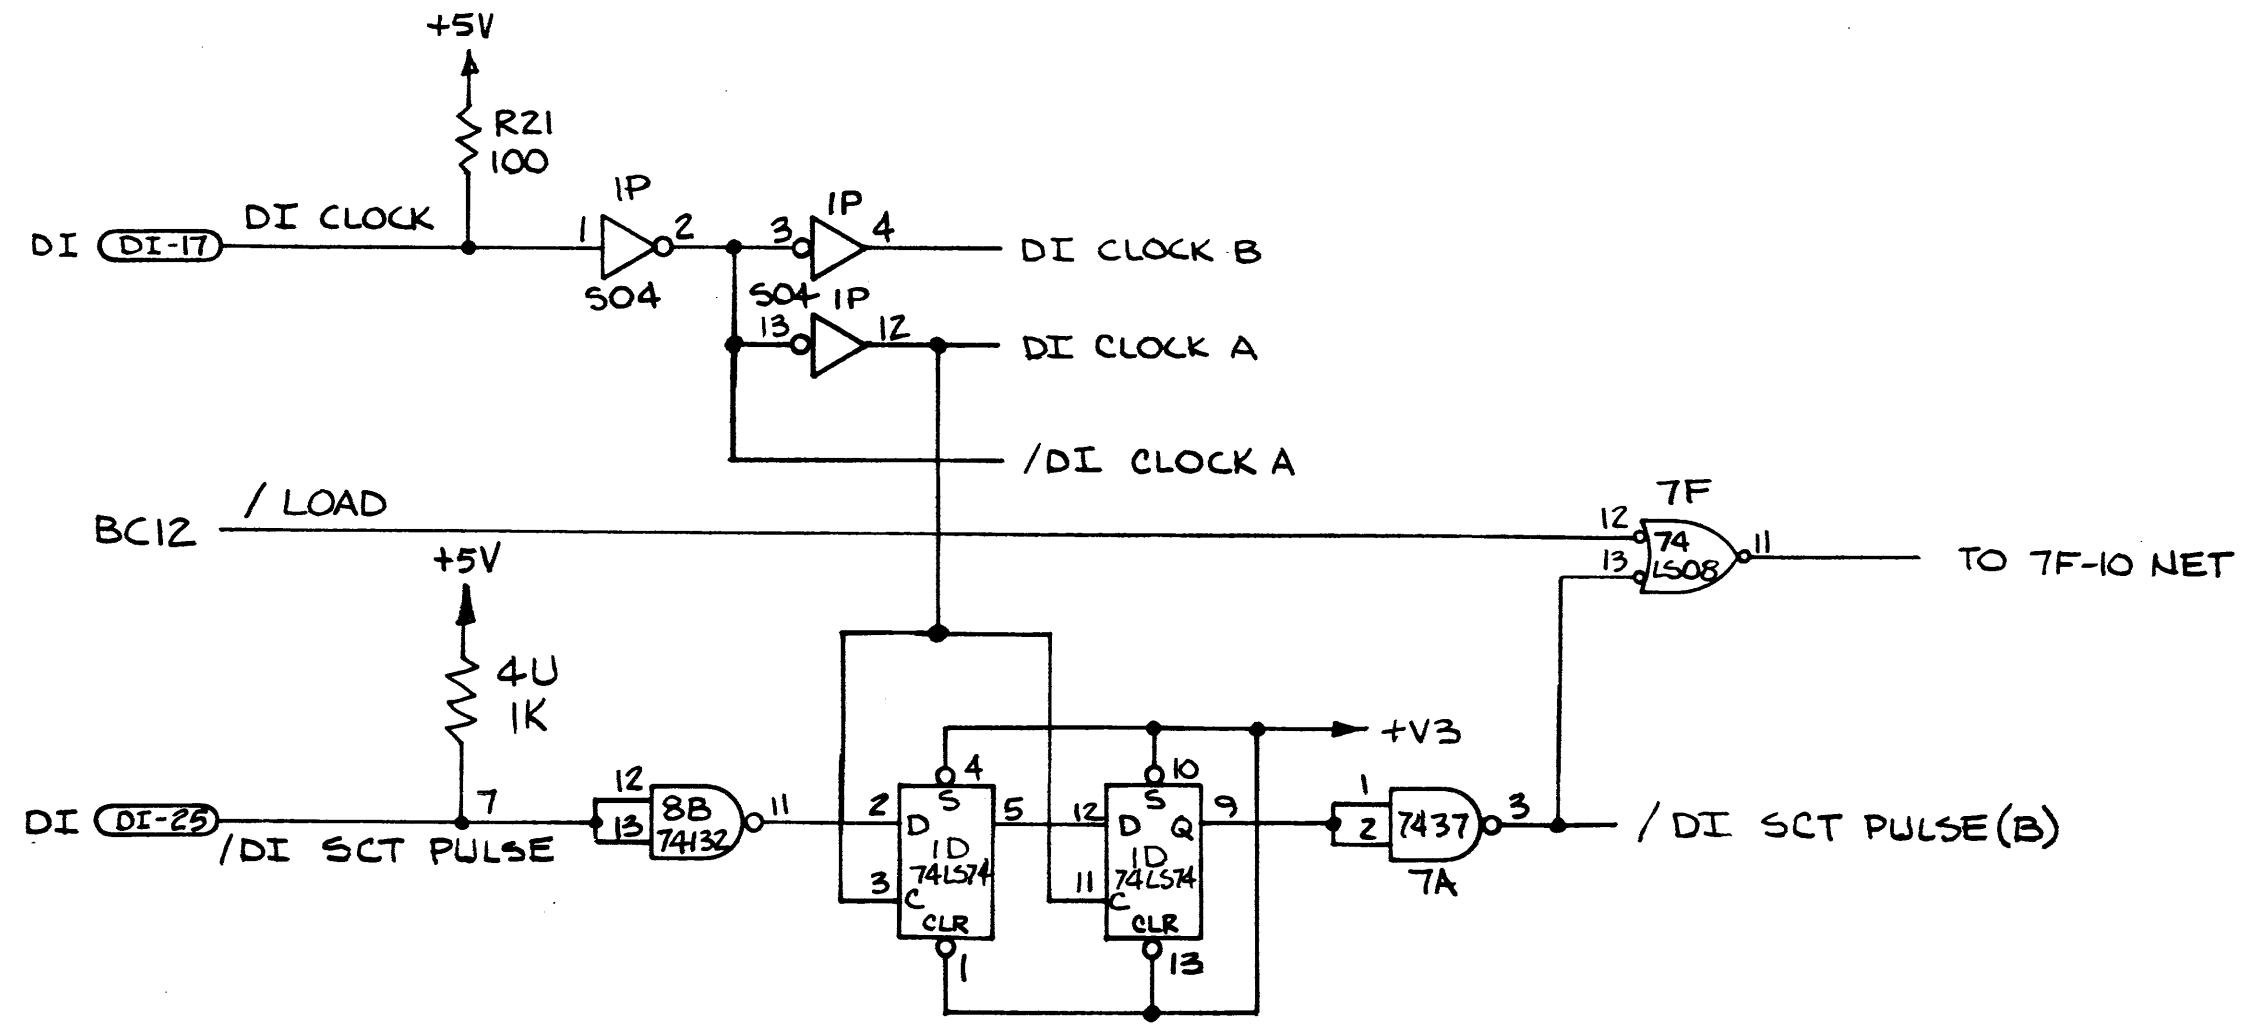 +5V
R21
100
DI DI-17 DI CLOCK
1 1P 2
S04
3 1P 4
DI CLOCK B
S04 1P
13 12
DI CLOCK A
/DI CLOCK A
BC12 / LOAD
7F
12
13
74
LS08
11
TO 7F-10 NET
+5V
4U
1K
+V3
DI DI-25 7
/DI SCT PULSE
12
13
8B
74132
11
4
S
2 D 5
1D
74LS74
3 C
CLR
1
10
S
12 D Q 9
1D
74LS74
11 C
CLR
13
1
2
7437
3
7A
/ DI SCT PULSE(B)